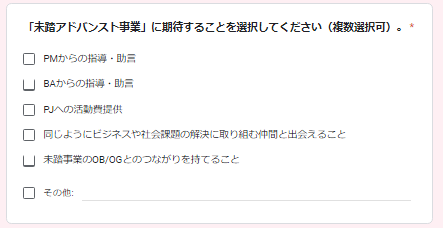 「未踏アドバンスト事業」に期待することを選択してください（複数選択可）。*
PMからの指導・助言
BAからの指導・助言
PJへの活動費提供
同じようにビジネスや社会課題の解決に取り組む仲間と出会えること
未踏事業のOB/OGとのつながりを持てること
その他: